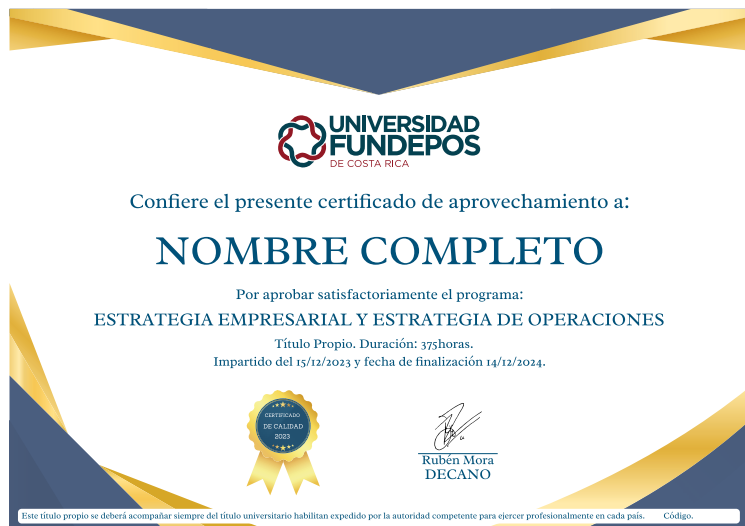 UNIVERSIDAD
FUNDEPOS
DE COSTA RICA
Confiere el presente certificado de aprovechamiento a:
NOMBRE COMPLETO
Por aprobar satisfactoriamente el programa:
ESTRATEGIA EMPRESARIAL Y ESTRATEGIA DE OPERACIONES
Título Propio. Duración: 375horas.
Impartido del 15/12/2023 y fecha de finalización 14/12/2024.
CERTIFICADO
DE CALIDAD
2023
Rubén Mora
DECANO
Este título propio se deberá acompañar siempre del título universitario habilitan expedido por la autoridad competente para ejercer profesionalmente en cada país. Código.